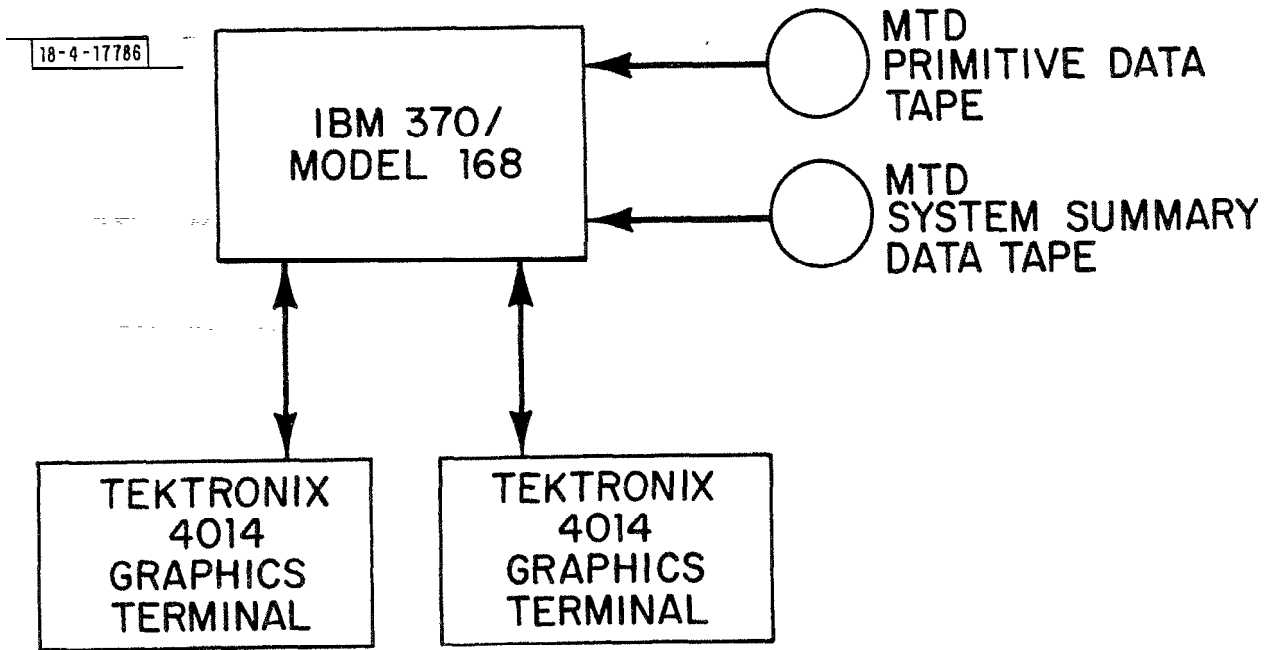 18-4-17786
IBM 370/
MODEL 168
MTD
PRIMITIVE DATA
TAPE
MTD
SYSTEM SUMMARY
DATA TAPE
TEKTRONIX
4014
GRAPHICS
TERMINAL
TEKTRONIX
4014
GRAPHICS
TERMINAL